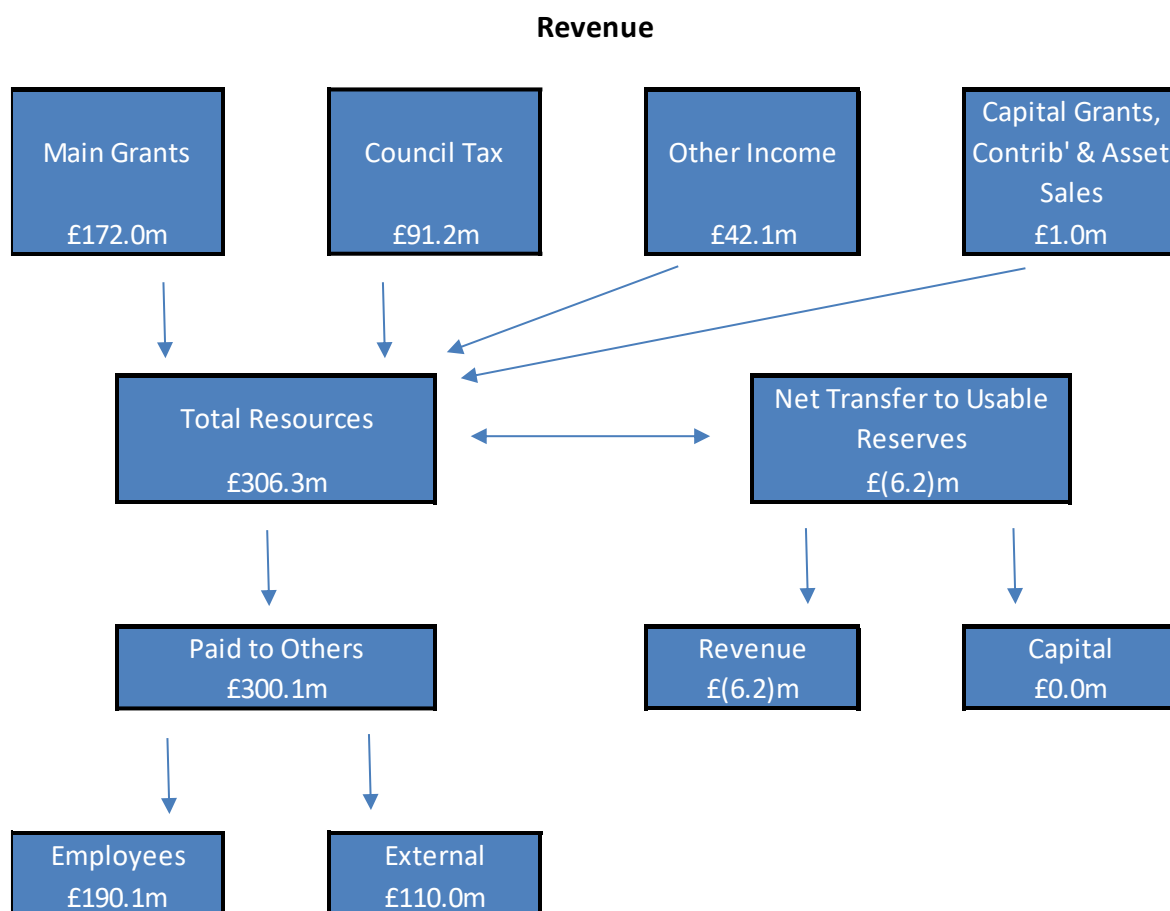 Revenue
Main Grants
£172.0m
Council Tax
£91.2m
Other Income
£42.1m
Capital Grants,
Contrib' & Asset
Sales
£1.0m
Total Resources
£306.3m
Net Transfer to Usable
Reserves
£(6.2)m
Paid to Others
£300.1m
Revenue
£(6.2)m
Capital
£0.0m
Employees
£190.1m
External
£110.0m